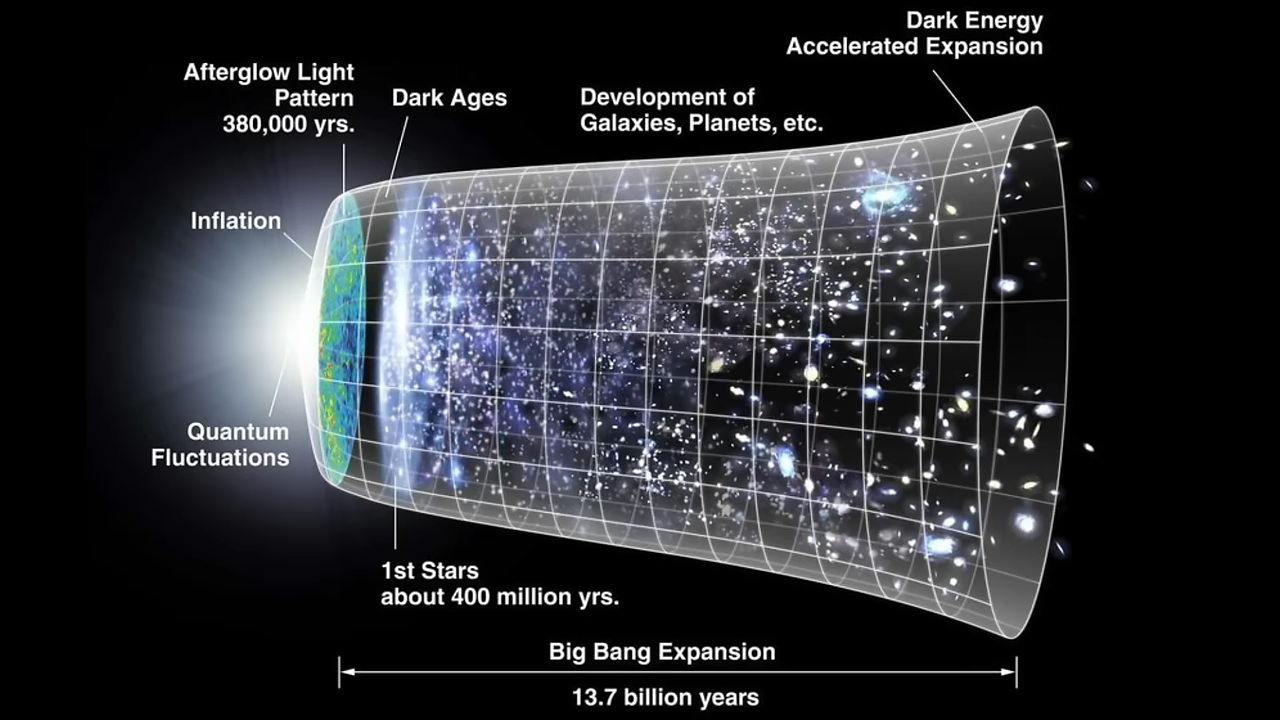 Dark Energy
Accelerated Expansion
Afterglow Light
Pattern
380,000 yrs.
Dark Ages
Development of
Galaxies, Planets, etc.
Inflation
Quantum
Fluctuations
1st Stars
about 400 million yrs.
Big Bang Expansion
13.7 billion years